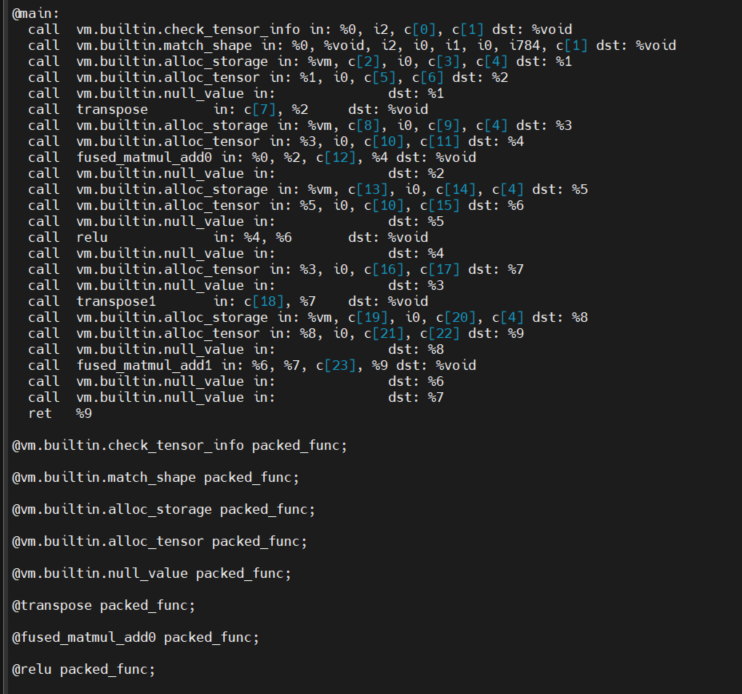 @main:
  call  vm.builtin.check_tensor_info in: %0, i2, c[0], c[1] dst: %void
  call  vm.builtin.match_shape in: %0, %void, i2, i0, i1, i0, i784, c[1] dst: %void
  call  vm.builtin.alloc_storage in: %vm, c[2], i0, c[3], c[4] dst: %1
  call  vm.builtin.alloc_tensor in: %1, i0, c[5], c[6] dst: %2
  call  vm.builtin.null_value in:              dst: %1
  call  transpose        in: c[7], %2     dst: %void
  call  vm.builtin.alloc_storage in: %vm, c[8], i0, c[9], c[4] dst: %3
  call  vm.builtin.alloc_tensor in: %3, i0, c[10], c[11] dst: %4
  call  fused_matmul_add0 in: %0, %2, c[12], %4 dst: %void
  call  vm.builtin.null_value in:              dst: %2
  call  vm.builtin.alloc_storage in: %vm, c[13], i0, c[14], c[4] dst: %5
  call  vm.builtin.alloc_tensor in: %5, i0, c[10], c[15] dst: %6
  call  vm.builtin.null_value in:              dst: %5
  call  relu             in: %4, %6       dst: %void
  call  vm.builtin.null_value in:              dst: %4
  call  vm.builtin.alloc_tensor in: %3, i0, c[16], c[17] dst: %7
  call  vm.builtin.null_value in:              dst: %3
  call  transpose1       in: c[18], %7    dst: %void
  call  vm.builtin.alloc_storage in: %vm, c[19], i0, c[20], c[4] dst: %8
  call  vm.builtin.alloc_tensor in: %8, i0, c[21], c[22] dst: %9
  call  vm.builtin.null_value in:              dst: %8
  call  fused_matmul_add1 in: %6, %7, c[23], %9 dst: %void
  call  vm.builtin.null_value in:              dst: %6
  call  vm.builtin.null_value in:              dst: %7
  ret   %9

@vm.builtin.check_tensor_info packed_func;

@vm.builtin.match_shape packed_func;

@vm.builtin.alloc_storage packed_func;

@vm.builtin.alloc_tensor packed_func;

@vm.builtin.null_value packed_func;

@transpose packed_func;

@fused_matmul_add0 packed_func;

@relu packed_func;